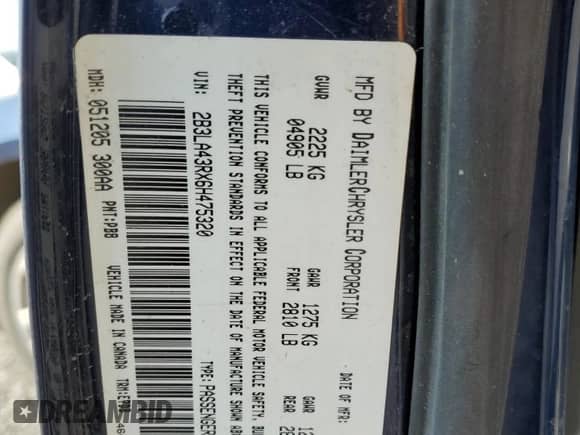 MFD BY DAIMLERCHRYSLER CORPORATION
DATE OF MFR:
GVWR
2225 KG
04905 LB
GAWR
FRONT
1275 KG
2810 LB
GAWR
REAR
THIS VEHICLE CONFORMS TO ALL APPLICABLE FEDERAL MOTOR VEHICLE SAFETY,
THEFT PREVENTION STANDARDS IN EFFECT ON THE DATE OF MANUFACTURE SHOWN
VIN: 2B3LA43RX6H475320
TYPE: PASSENGER
MDH: 051205 300AA PNT: PBB
VEHICLE MADE IN CANADA
DREAMBID